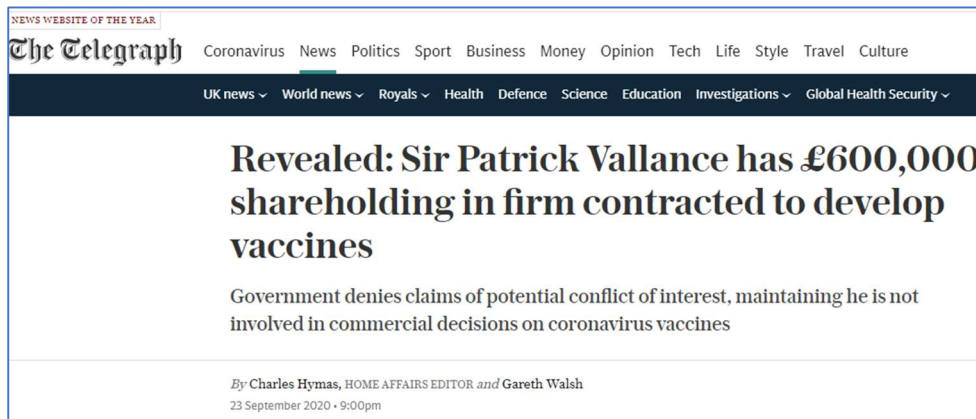 NEWS WEBSITE OF THE YEAR
The Telegraph Coronavirus News Politics Sport Business Money Opinion Tech Life Style Travel Culture
UK news World news Royals Health Defence Science Education Investigations Global Health Security
Revealed: Sir Patrick Vallance has £600,000
shareholding in firm contracted to develop
vaccines
Government denies claims of potential conflict of interest, maintaining he is not
involved in commercial decisions on coronavirus vaccines
By Charles Hymas, HOME AFFAIRS EDITOR and Gareth Walsh
23 September 2020 • 9:00pm